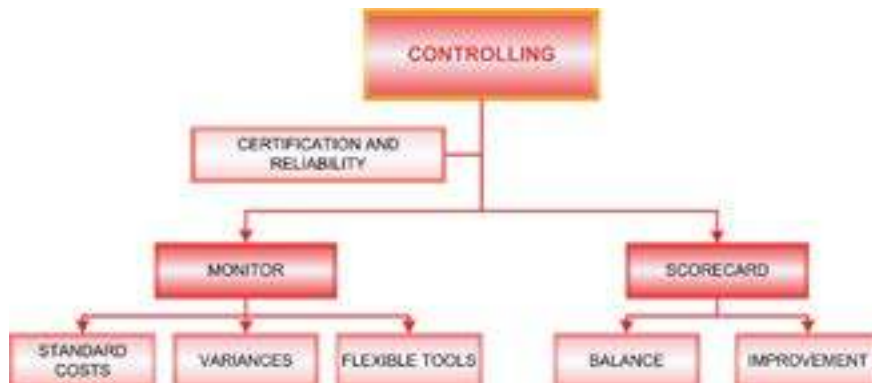 CONTROLLING
CERTIFICATION AND
RELIABILITY
MONITOR
SCORECARD
STANDARD
COSTS
VARIANCES
FLEXIBLE TOOLS
BALANCE
IMPROVEMENT